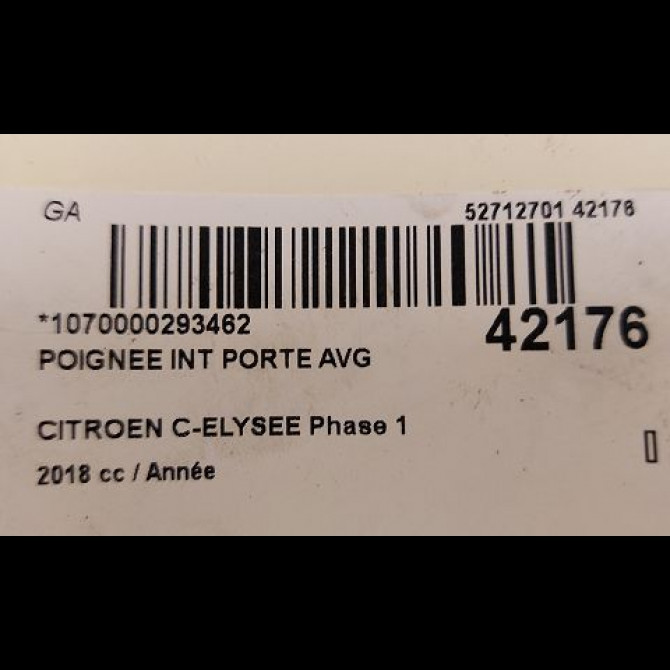 GA 52712701 42176
*1070000293462 42176
POIGNEE INT PORTE AVG
CITROEN C-ELYSEE Phase 1
2018 cc / Année